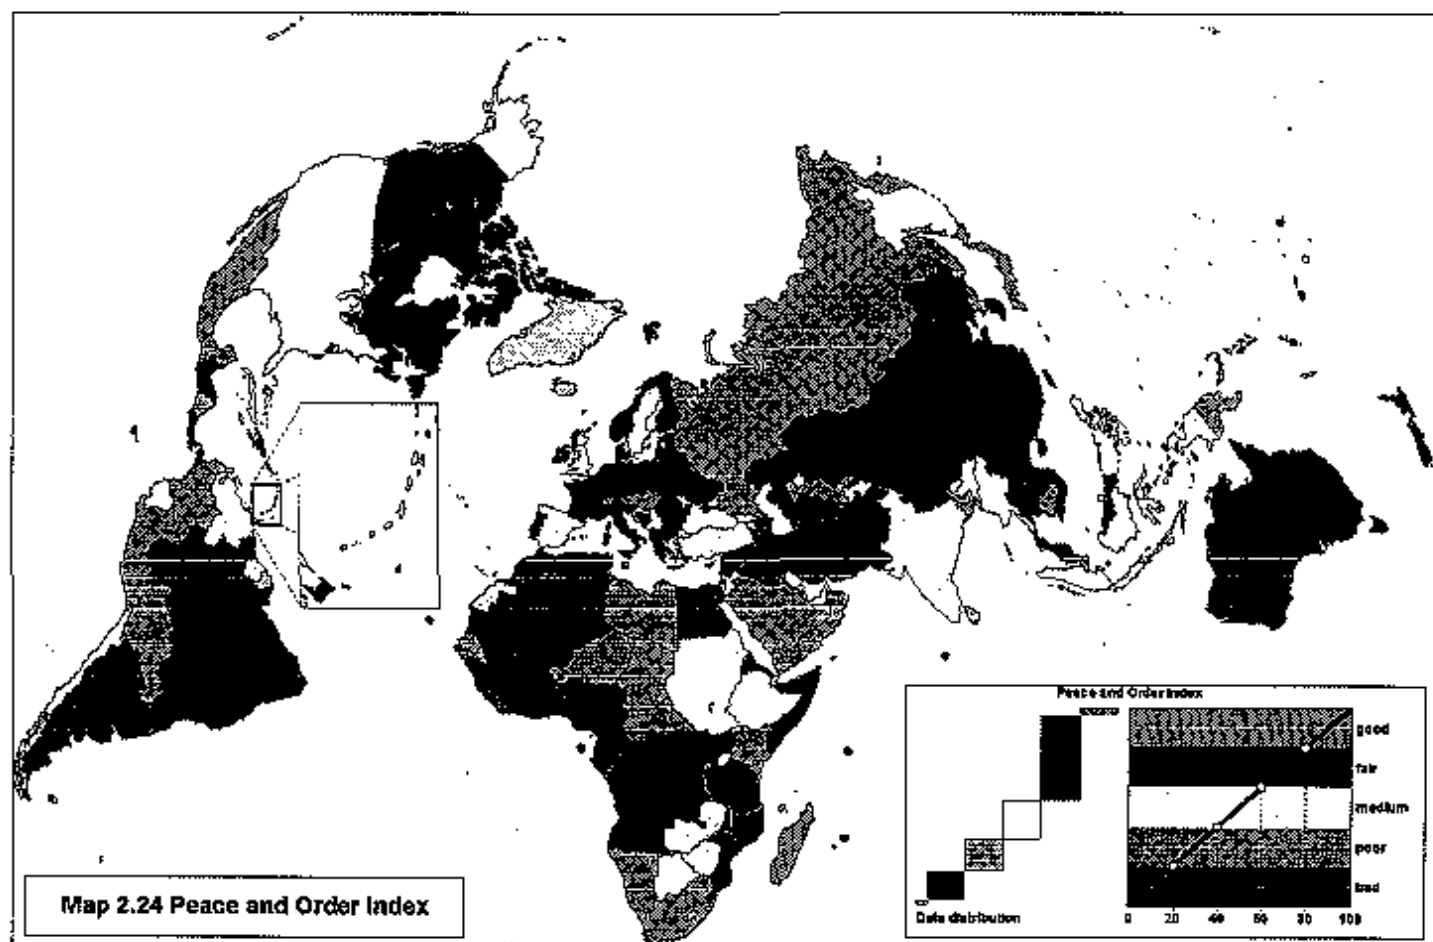 Peace and Order Index
good
fair
medium
poor
bad
Data distribution
0 20 40 60 80 100
Map 2.24 Peace and Order Index